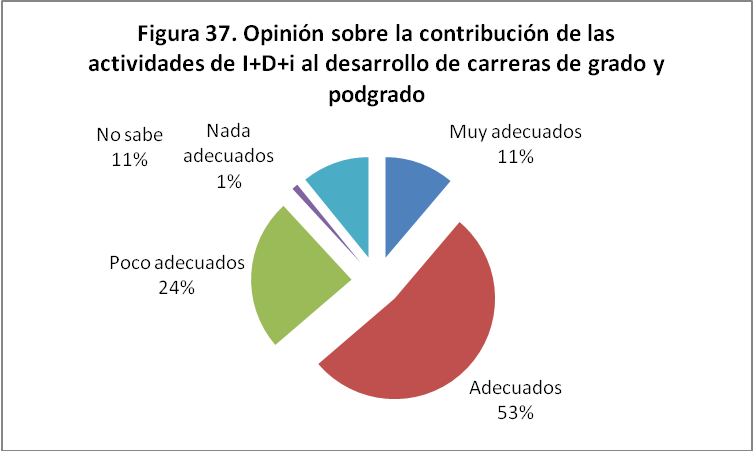 Figura 37. Opinión sobre la contribución de las
actividades de I+D+i al desarrollo de carreras de grado y
podgrado
No sabe
11%
Nada
adecuados
1%
Muy adecuados
11%
Poco adecuados
24%
Adecuados
53%